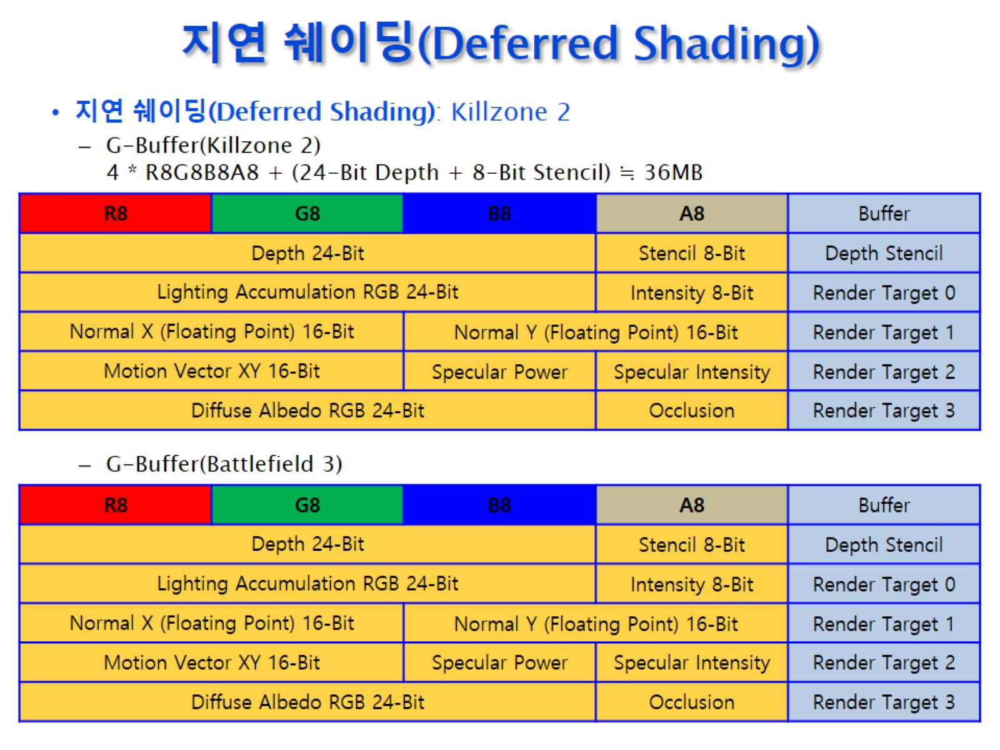 지연 쉐이딩(Deferred Shading)
• 지연 쉐이딩(Deferred Shading): Killzone 2
– G-Buffer(Killzone 2)
4 * R8G8B8A8 + (24-Bit Depth + 8-Bit Stencil) ≒ 36MB
R8 G8 B8 A8 Buffer
Depth 24-Bit Stencil 8-Bit Depth Stencil
Lighting Accumulation RGB 24-Bit Intensity 8-Bit Render Target 0
Normal X (Floating Point) 16-Bit Normal Y (Floating Point) 16-Bit Render Target 1
Motion Vector XY 16-Bit Specular Power Specular Intensity Render Target 2
Diffuse Albedo RGB 24-Bit Occlusion Render Target 3
– G-Buffer(Battlefield 3)
R8 G8 B8 A8 Buffer
Depth 24-Bit Stencil 8-Bit Depth Stencil
Lighting Accumulation RGB 24-Bit Intensity 8-Bit Render Target 0
Normal X (Floating Point) 16-Bit Normal Y (Floating Point) 16-Bit Render Target 1
Motion Vector XY 16-Bit Specular Power Specular Intensity Render Target 2
Diffuse Albedo RGB 24-Bit Occlusion Render Target 3